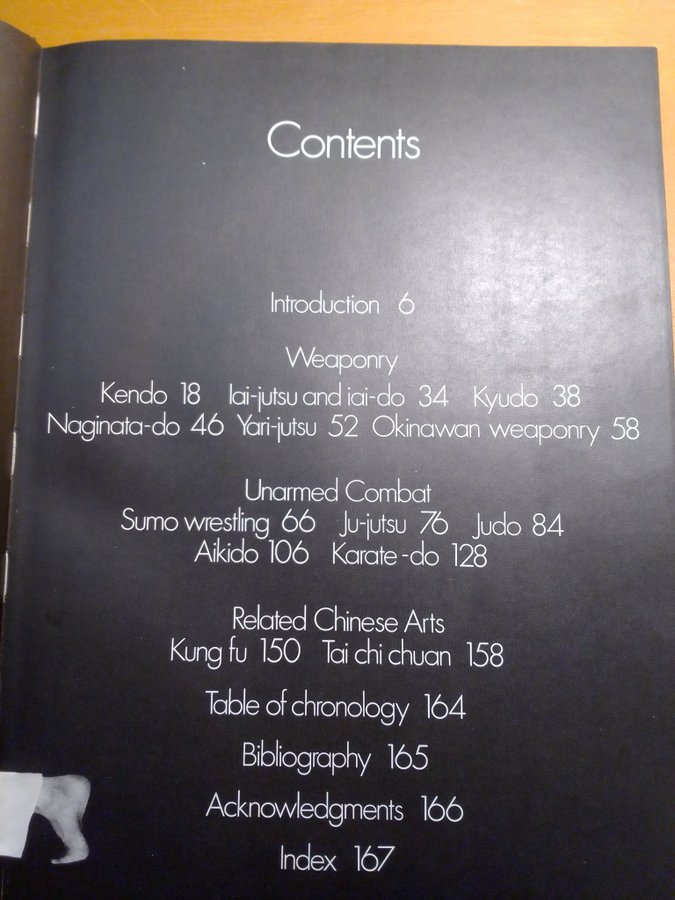 Contents
Introduction 6
Weaponry
Kendo 18 Iai-jutsu and iai-do 34 Kyudo 38
Naginata-do 46 Yari-jutsu 52 Okinawan weaponry 58
Unarmed Combat
Sumo wrestling 66 Ju-jutsu 76 Judo 84
Aikido 106 Karate-do 128
Related Chinese Arts
Kung fu 150 Tai chi chuan 158
Table of chronology 164
Bibliography 165
Acknowledgments 166
Index 167